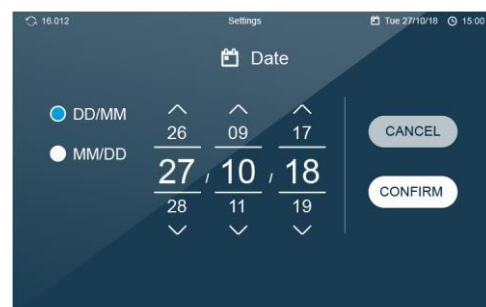 16.012 Settings Tue 27/10/18 15:00
Date
DD/MM
MM/DD
26 09 17
27 / 10 / 18
28 11 19
CANCEL
CONFIRM